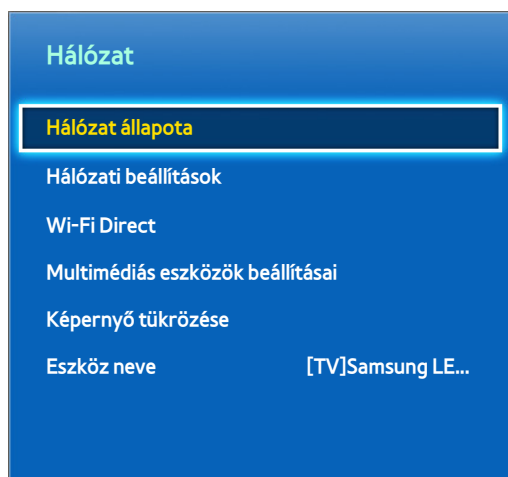 Hálózat
Hálózat állapota
Hálózati beállítások
Wi-Fi Direct
Multimédiás eszközök beállításai
Képernyő tükrözése
Eszköz neve [TV]Samsung LE...